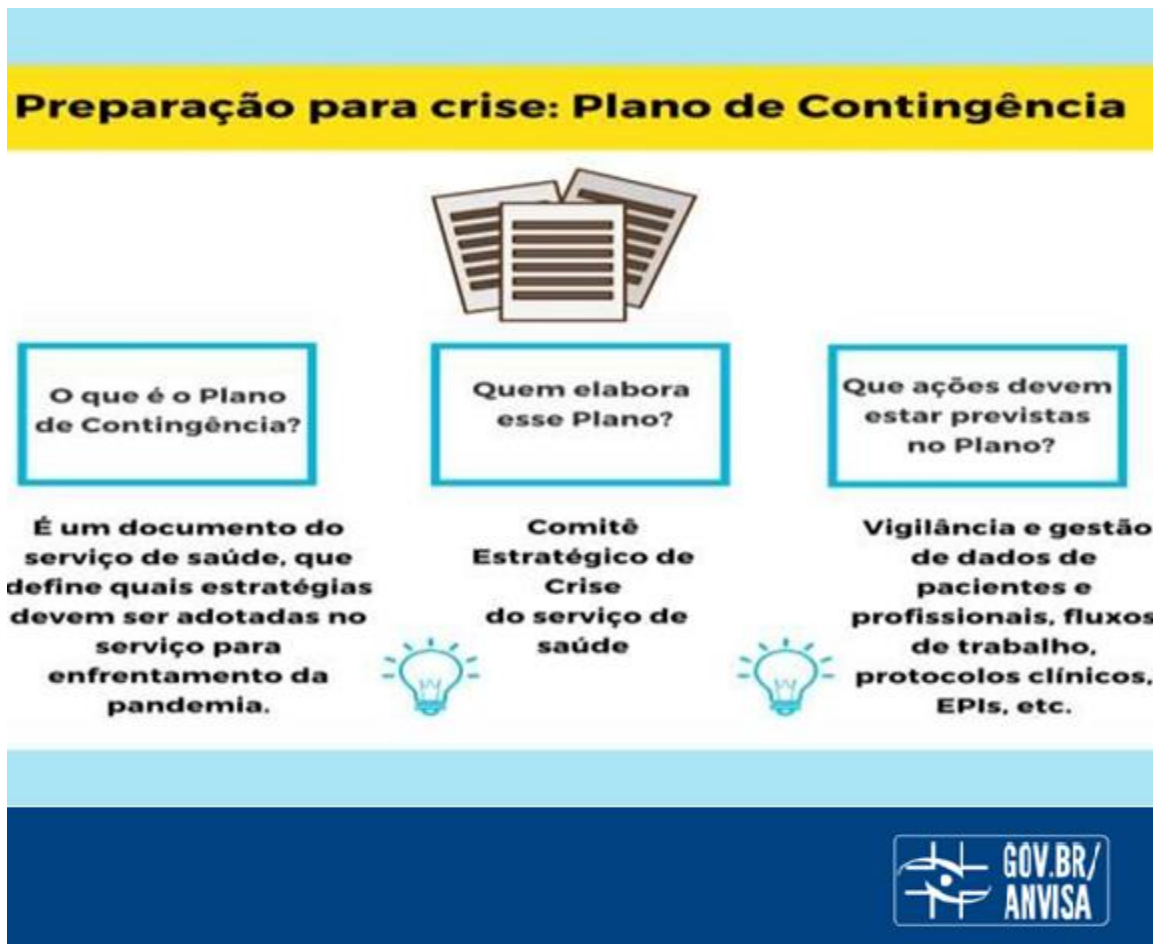 Preparação para crise: Plano de Contingência
O que é o Plano
de Contingência?
É um documento do
serviço de saúde, que
define quais estratégias
devem ser adotadas no
serviço para
enfrentamento da
pandemia.
Quem elabora
esse Plano?
Comitê
Estratégico de
Crise
do serviço de
saúde
Que ações devem
estar previstas
no Plano?
Vigilância e gestão
de dados de
pacientes e
profissionais, fluxos
de trabalho,
protocolos clínicos,
EPIs, etc.
GOV.BR/
ANVISA